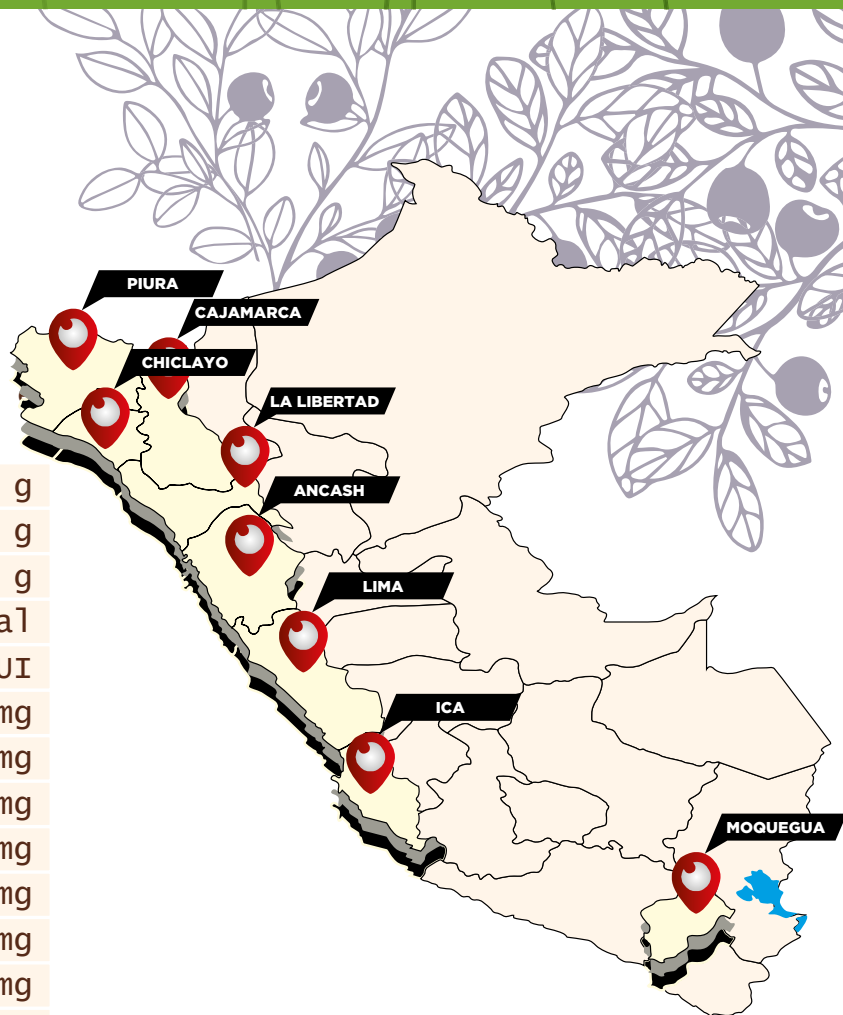 PIURA
CAJAMARCA
CHICLAYO
LA LIBERTAD
g
ANCASH
g
g
LIMA
al
UI
mg
ICA
mg
mg
MOQUEGUA
mg
mg
mg
mg